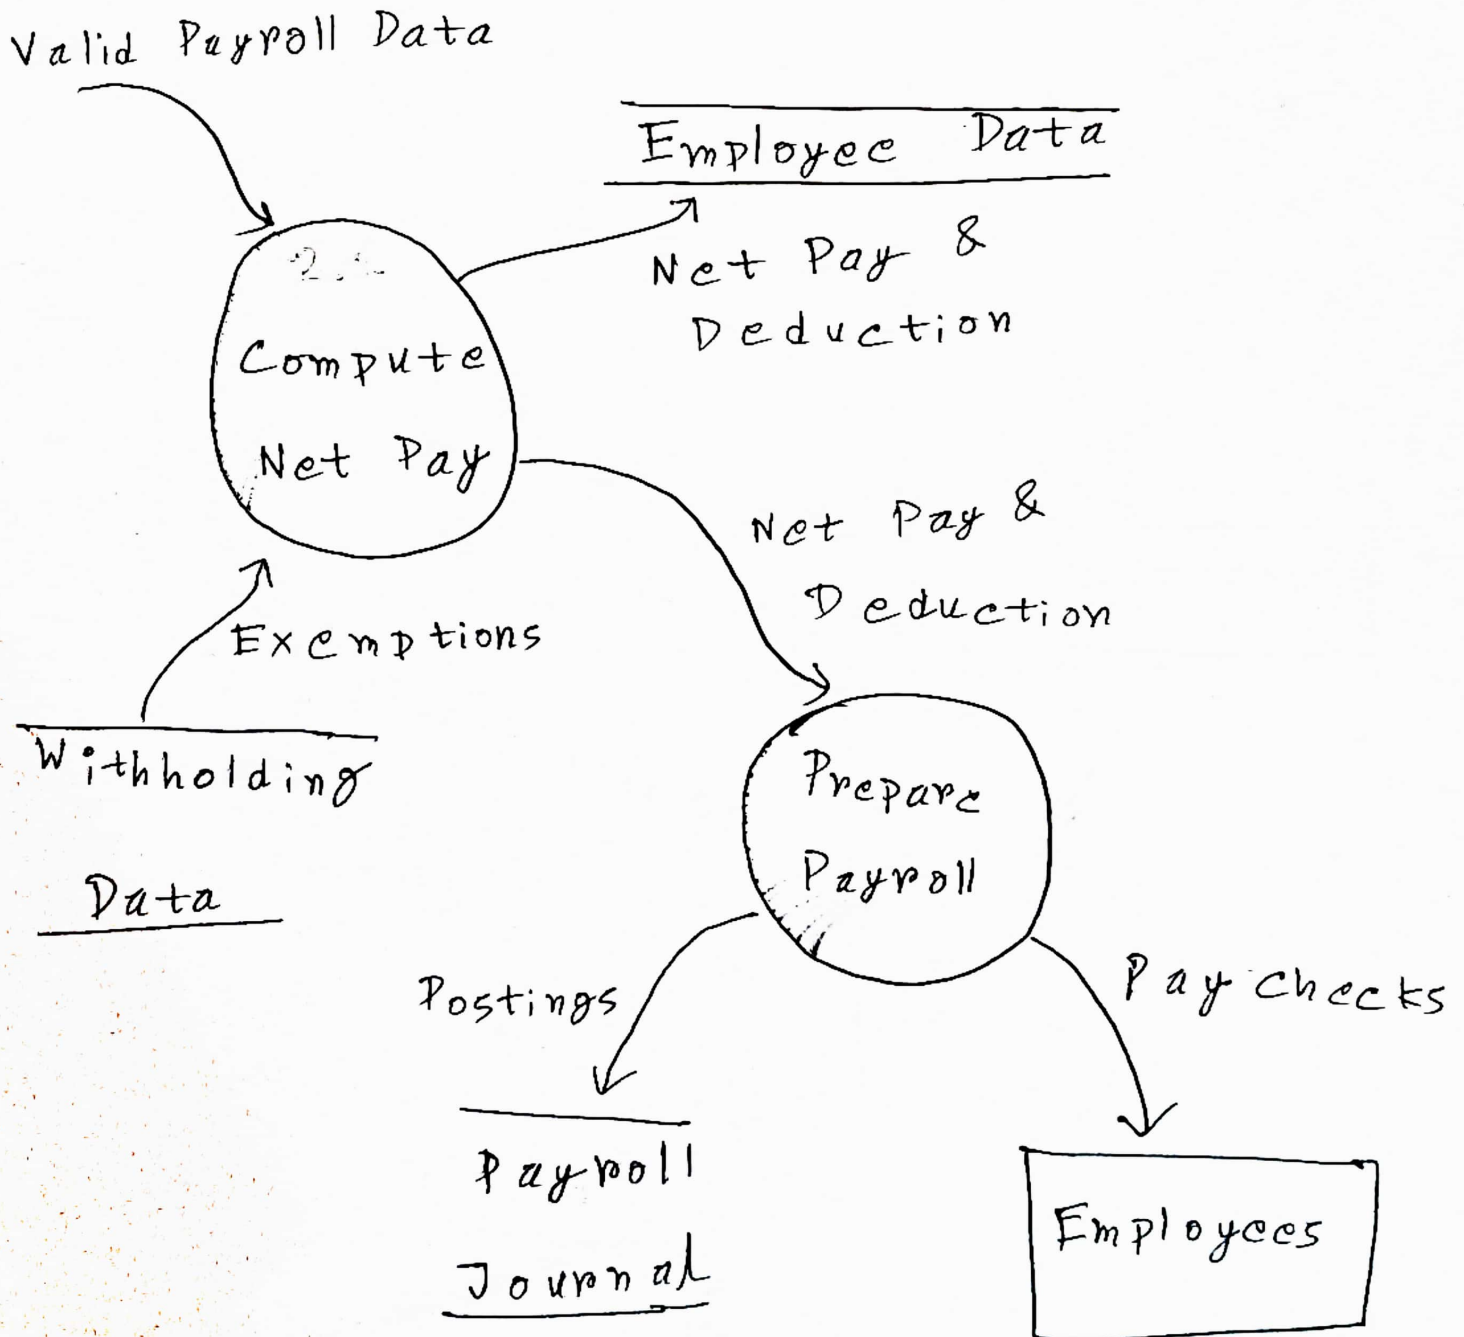 Valid Payroll Data
Employee Data
Net Pay &
Deduction
Compute
Net Pay
Net Pay &
Deduction
Exemptions
Withholding
Data
Prepare
Payroll
Postings
Pay checks
Payroll
Journal
Employees